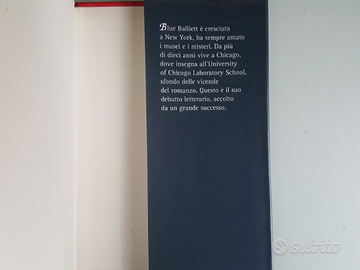 Blue Balliett è cresciuta
a New York, ha sempre amato
i musei e i misteri. Da più
di dieci anni vive a Chicago,
dove insegna all'University
of Chicago Laboratory School,
sfondo delle vicende
del romanzo. Questo è il suo
debutto letterario, accolto
da un grande successo.
subito